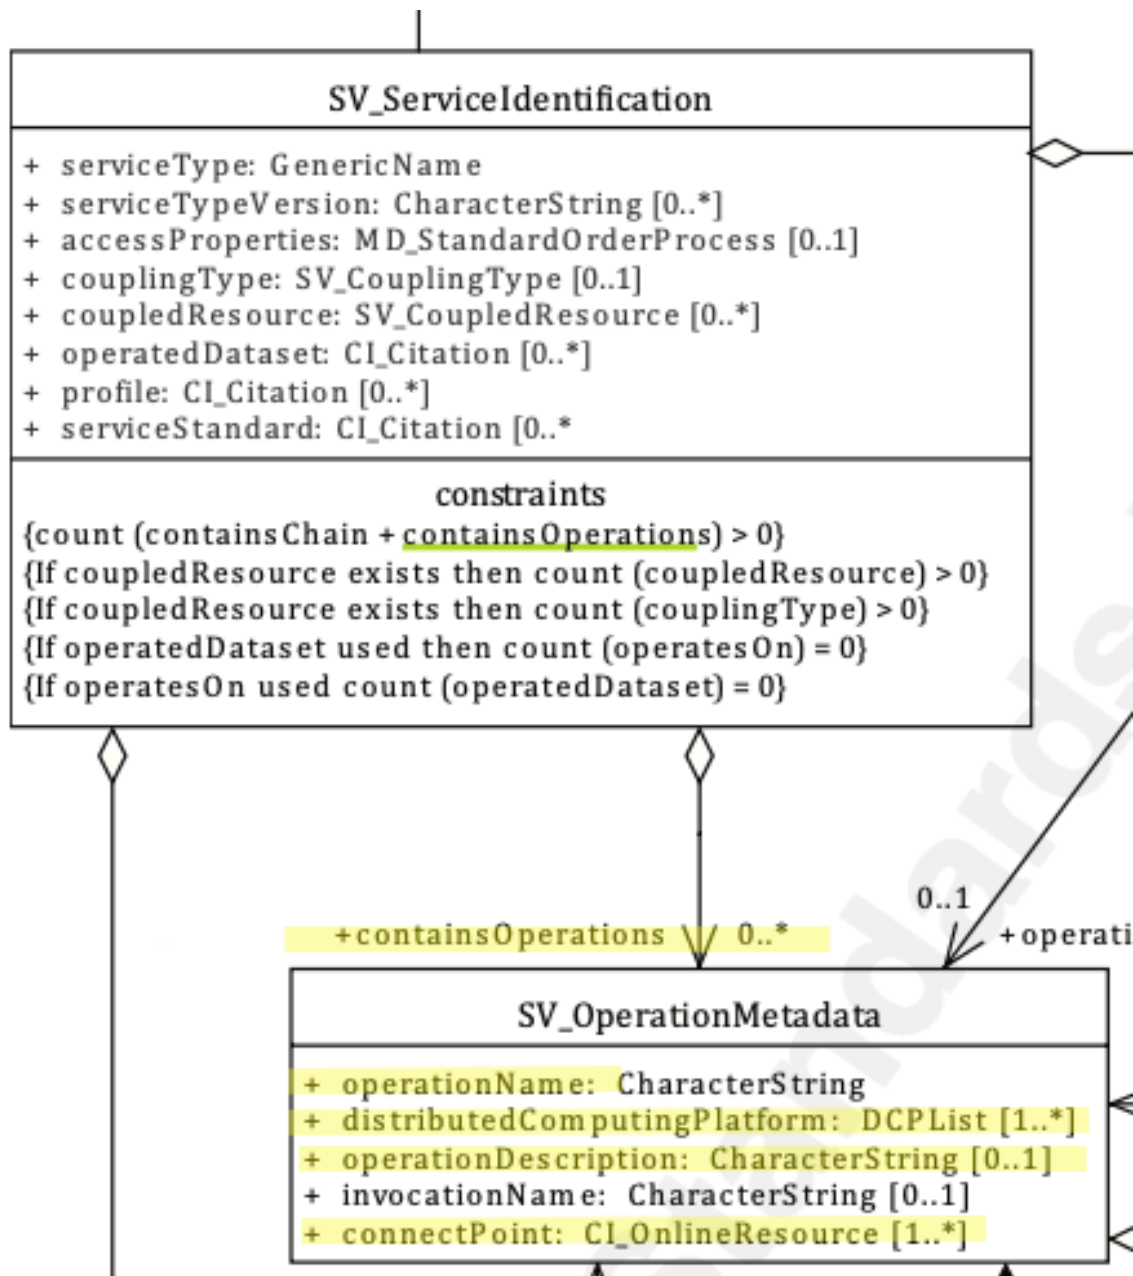 SV_ServiceIdentification
+ serviceType: GenericName
+ serviceTypeVersion: CharacterString [0..*]
+ accessProperties: MD_StandardOrderProcess [0..1]
+ couplingType: SV_CouplingType [0..1]
+ coupledResource: SV_CoupledResource [0..*]
+ operatedDataset: CI_Citation [0..*]
+ profile: CI_Citation [0..*]
+ serviceStandard: CI_Citation [0..*
constraints
{count (containsChain + containsOperations) > 0}
{If coupledResource exists then count (coupledResource) > 0}
{If coupledResource exists then count (couplingType) > 0}
{If operatedDataset used then count (operatesOn) = 0}
{If operatesOn used count (operatedDataset) = 0}
0..1
+containsOperations 0..* +operati
SV_OperationMetadata
+ operationName: CharacterString
+ distributedComputingPlatform: DCPList [1..*]
+ operationDescription: CharacterString [0..1]
+ invocationName: CharacterString [0..1]
+ connectPoint: CI_OnlineResource [1..*]
standards